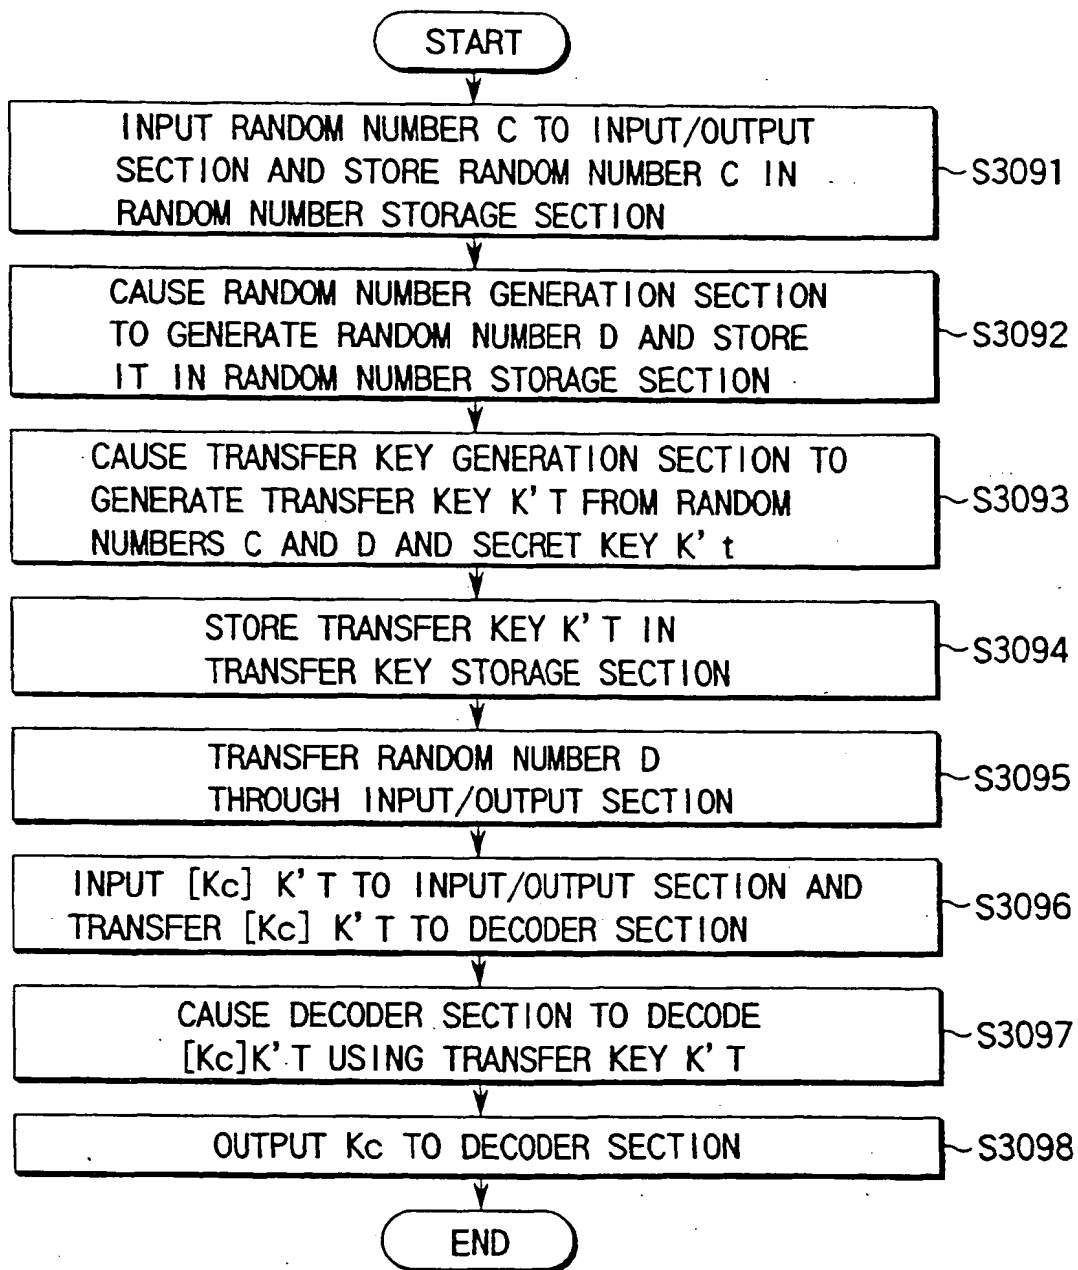 START
INPUT RANDOM NUMBER C TO INPUT/OUTPUT
SECTION AND STORE RANDOM NUMBER C IN
RANDOM NUMBER STORAGE SECTION
S3091
CAUSE RANDOM NUMBER GENERATION SECTION
TO GENERATE RANDOM NUMBER D AND STORE
IT IN RANDOM NUMBER STORAGE SECTION
S3092
CAUSE TRANSFER KEY GENERATION SECTION TO
GENERATE TRANSFER KEY K'T FROM RANDOM
NUMBERS C AND D AND SECRET KEY K't
S3093
STORE TRANSFER KEY K'T IN
TRANSFER KEY STORAGE SECTION
S3094
TRANSFER RANDOM NUMBER D
THROUGH INPUT/OUTPUT SECTION
S3095
INPUT [Kc] K'T TO INPUT/OUTPUT SECTION AND
TRANSFER [Kc] K'T TO DECODER SECTION
S3096
CAUSE DECODER SECTION TO DECODE
[Kc]K'T USING TRANSFER KEY K'T
S3097
OUTPUT Kc TO DECODER SECTION
S3098
END